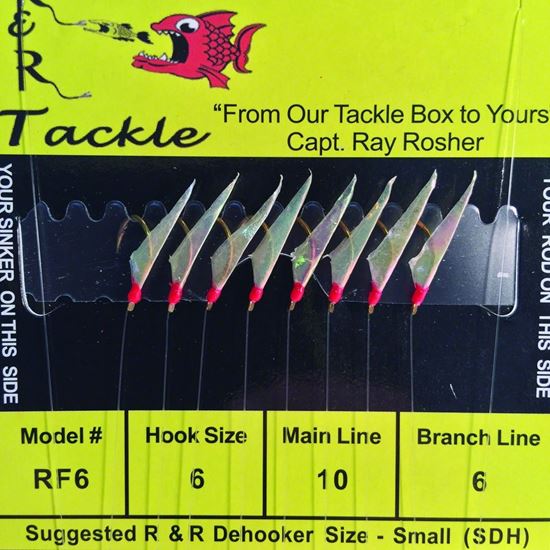 R & R
Tackle
“From Our Tackle Box to Yours
Capt. Ray Rosher
YOUR SINKER ON THIS SIDE
YOUR ROD ON THIS SIDE
Model # Hook Size Main Line Branch Line
RF6 6 10 6
Suggested R & R Dehooker Size - Small (SDH)